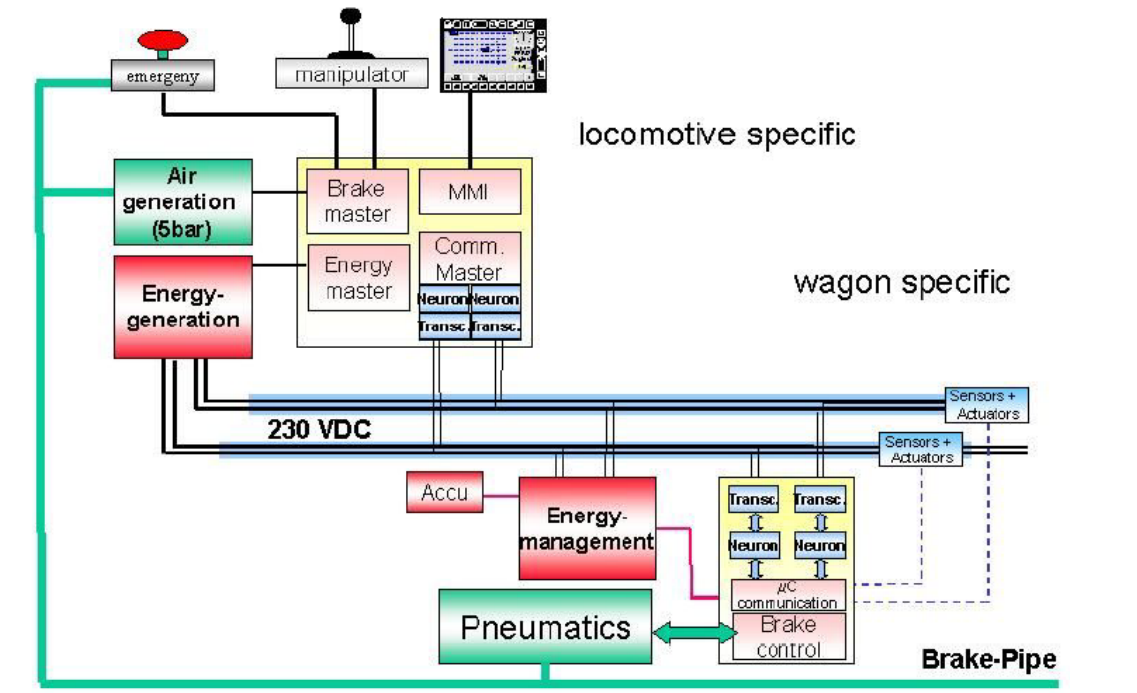 emergeny
manipulator
locomotive specific
Air
generation
(5bar)
Brake
master
MMI
Energy
master
Comm.
Master
Neuron Neuron
Transc. Transc.
Energy-
generation
wagon specific
230 VDC
Sensors +
Actuators
Sensors +
Actuators
Accu
Energy-
management
Transc. Transc.
Neuron Neuron
µC
communication
Brake
control
Pneumatics
Brake-Pipe